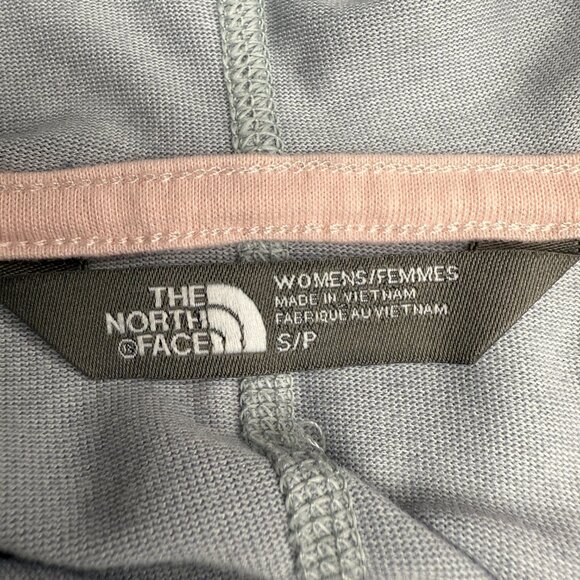 THE
NORTH
FACE
WOMENS/FEMMES
MADE IN VIETNAM
FABRIQUE AU VIETNAM
S/P